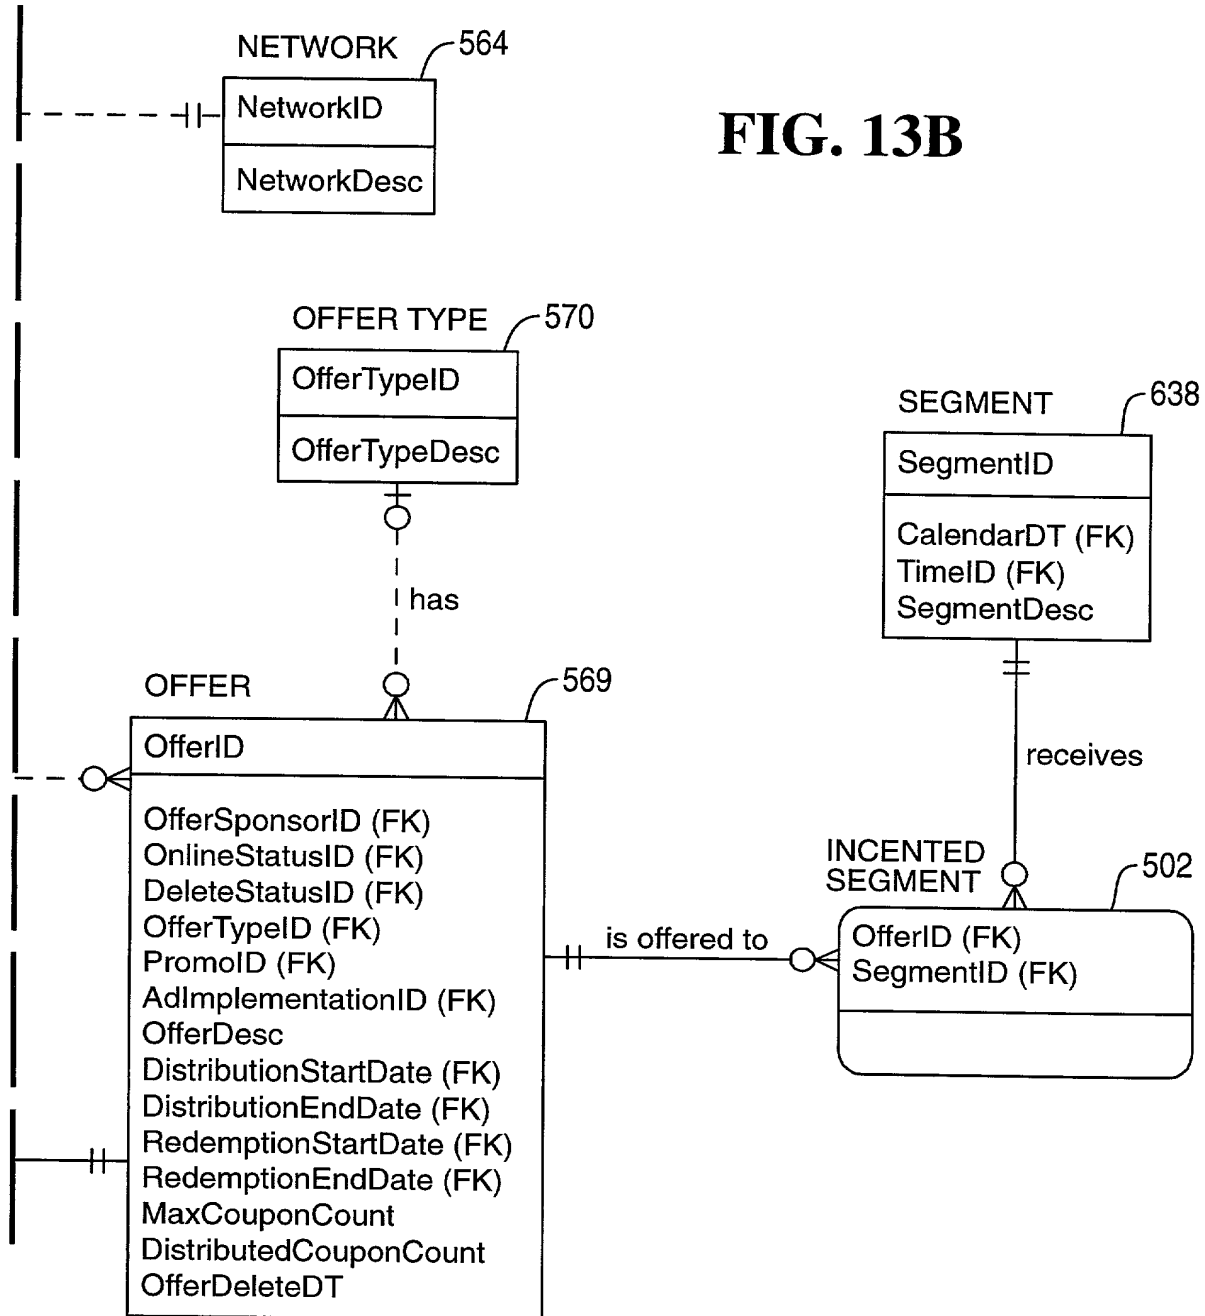 NETWORK
564
NetworkID
NetworkDesc
FIG. 13B
OFFER TYPE
570
OfferTypeID
OfferTypeDesc
has
SEGMENT
638
SegmentID
CalendarDT (FK)
TimeID (FK)
SegmentDesc
receives
OFFER
569
OfferID
OfferSponsorID (FK)
OnlineStatusID (FK)
DeleteStatusID (FK)
OfferTypeID (FK)
PromoID (FK)
AdImplementationID (FK)
OfferDesc
DistributionStartDate (FK)
DistributionEndDate (FK)
RedemptionStartDate (FK)
RedemptionEndDate (FK)
MaxCouponCount
DistributedCouponCount
OfferDeleteDT
is offered to
INCENTED
SEGMENT
502
OfferID (FK)
SegmentID (FK)